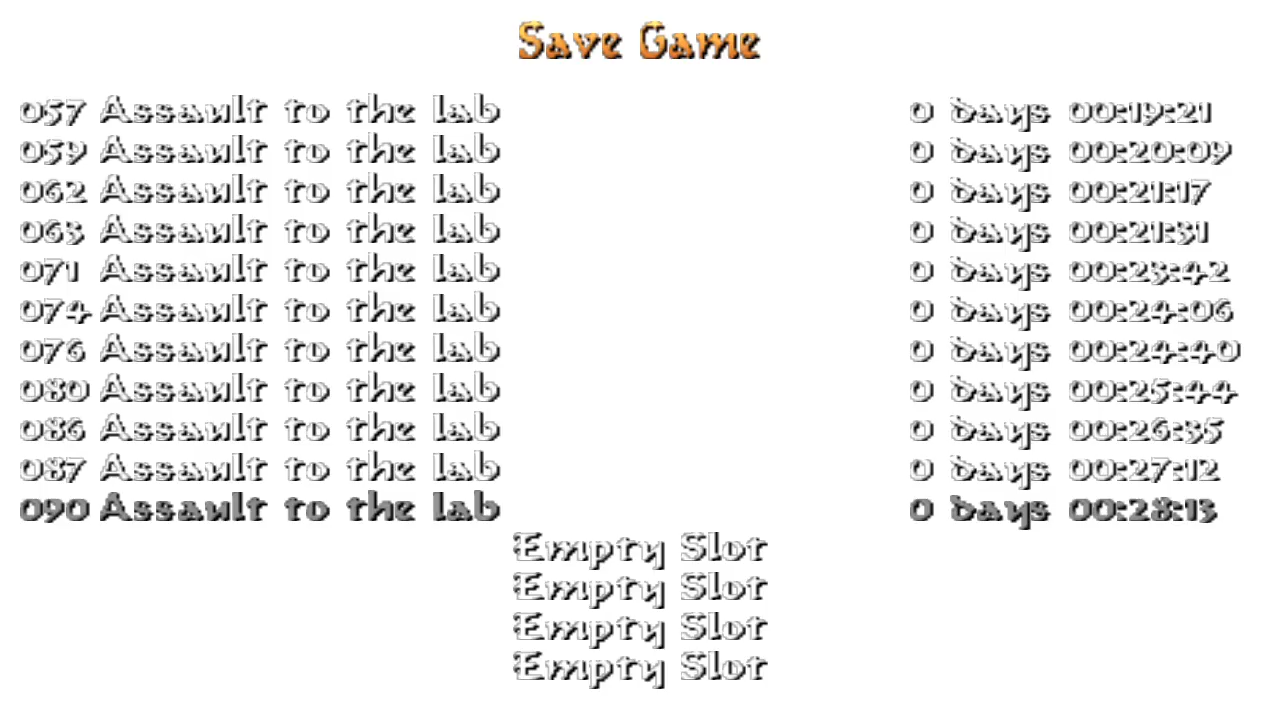 Save Game
057 Assault to the lab 0 days 00:19:21
059 Assault to the lab 0 days 00:20:09
062 Assault to the lab 0 days 00:21:17
063 Assault to the lab 0 days 00:21:31
071 Assault to the lab 0 days 00:23:42
074 Assault to the lab 0 days 00:24:06
076 Assault to the lab 0 days 00:24:40
080 Assault to the lab 0 days 00:25:44
086 Assault to the lab 0 days 00:26:35
087 Assault to the lab 0 days 00:27:12
090 Assault to the lab 0 days 00:28:13
Empty Slot
Empty Slot
Empty Slot
Empty Slot